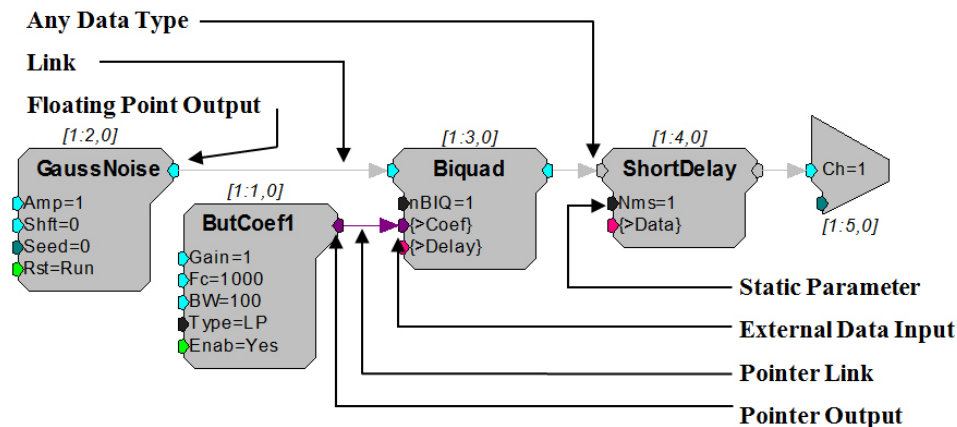 Any Data Type
Link
Floating Point Output
[1:2,0]
GaussNoise
Amp=1
Shft=0
Seed=0
Rst=Run
[1:1,0]
ButCoef1
Gain=1
Fc=1000
BW=100
Type=LP
Enab=Yes
[1:3,0]
Biquad
nBIQ=1
{>Coef}
{>Delay}
[1:4,0]
ShortDelay
Nms=1
{>Data}
Ch=1
[1:5,0]
Static Parameter
External Data Input
Pointer Link
Pointer Output